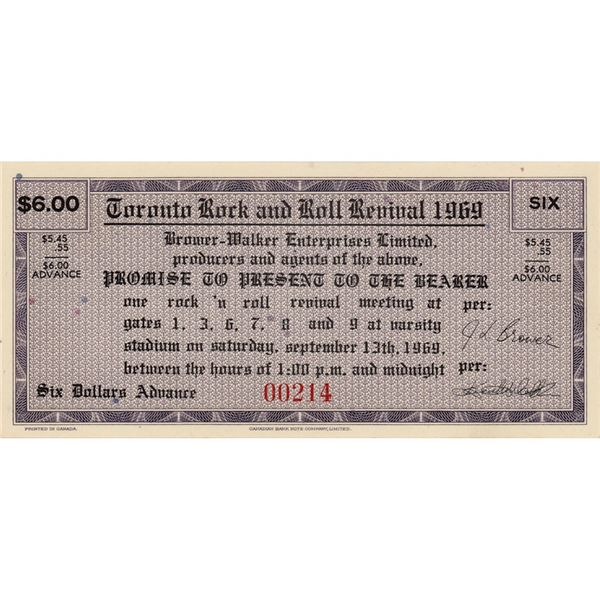 $6.00 Toronto Rock and Roll Revival 1969 SIX
$5.45
.55
$6.00
ADVANCE
Brower-Walker Enterprises Limited,
producers and agents of the above,
PROMISE TO PRESENT TO THE BEARER
one rock 'n roll revival meeting at
gates 1, 3, 6, 7, 8 and 9 at varsity
stadium on saturday, september 13th, 1969,
between the hours of 1:00 p.m. and midnight
$5.45
.55
$6.00
ADVANCE
per:
J L Brower
per:
Six Dollars Advance 00214
PRINTED IN CANADA. CANADIAN BANK NOTE COMPANY, LIMITED.